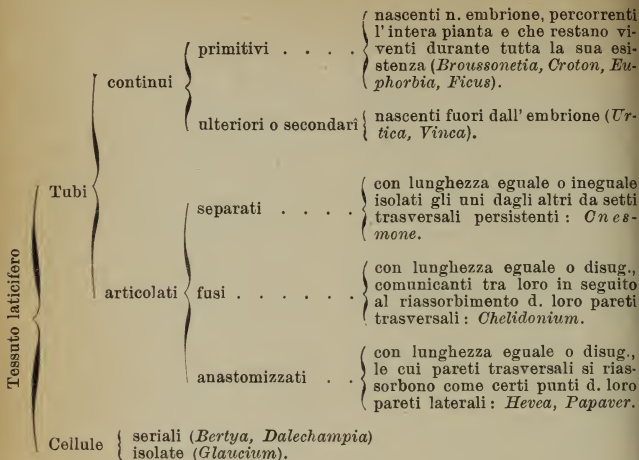 Tessuto laticifero
Tubi
continui
primitivi . . . .
nascenti n. embrione, percorrenti
l'intera pianta e che restano vi-
venti durante tutta la sua esi-
stenza (Broussonetia, Croton, Eu-
phorbia, Ficus).
ulteriori o secondari
nascenti fuori dall'embrione (Ur-
tica, Vinca).
articolati
separati . . . .
con lunghezza eguale o ineguale
isolati gli uni dagli altri da setti
trasversali persistenti : Cnes-
mone.
fusi . . . . . .
con lunghezza eguale o disug.,
comunicanti tra loro in seguito
al riassorbimento d. loro pareti
trasversali : Chelidonium.
anastomizzati . .
con lunghezza eguale o disug.,
le cui pareti trasversali si rias-
sorbono come certi punti d. loro
pareti laterali : Hevea, Papaver.
Cellule
seriali (Bertya, Dalechampia)
isolate (Glaucium).